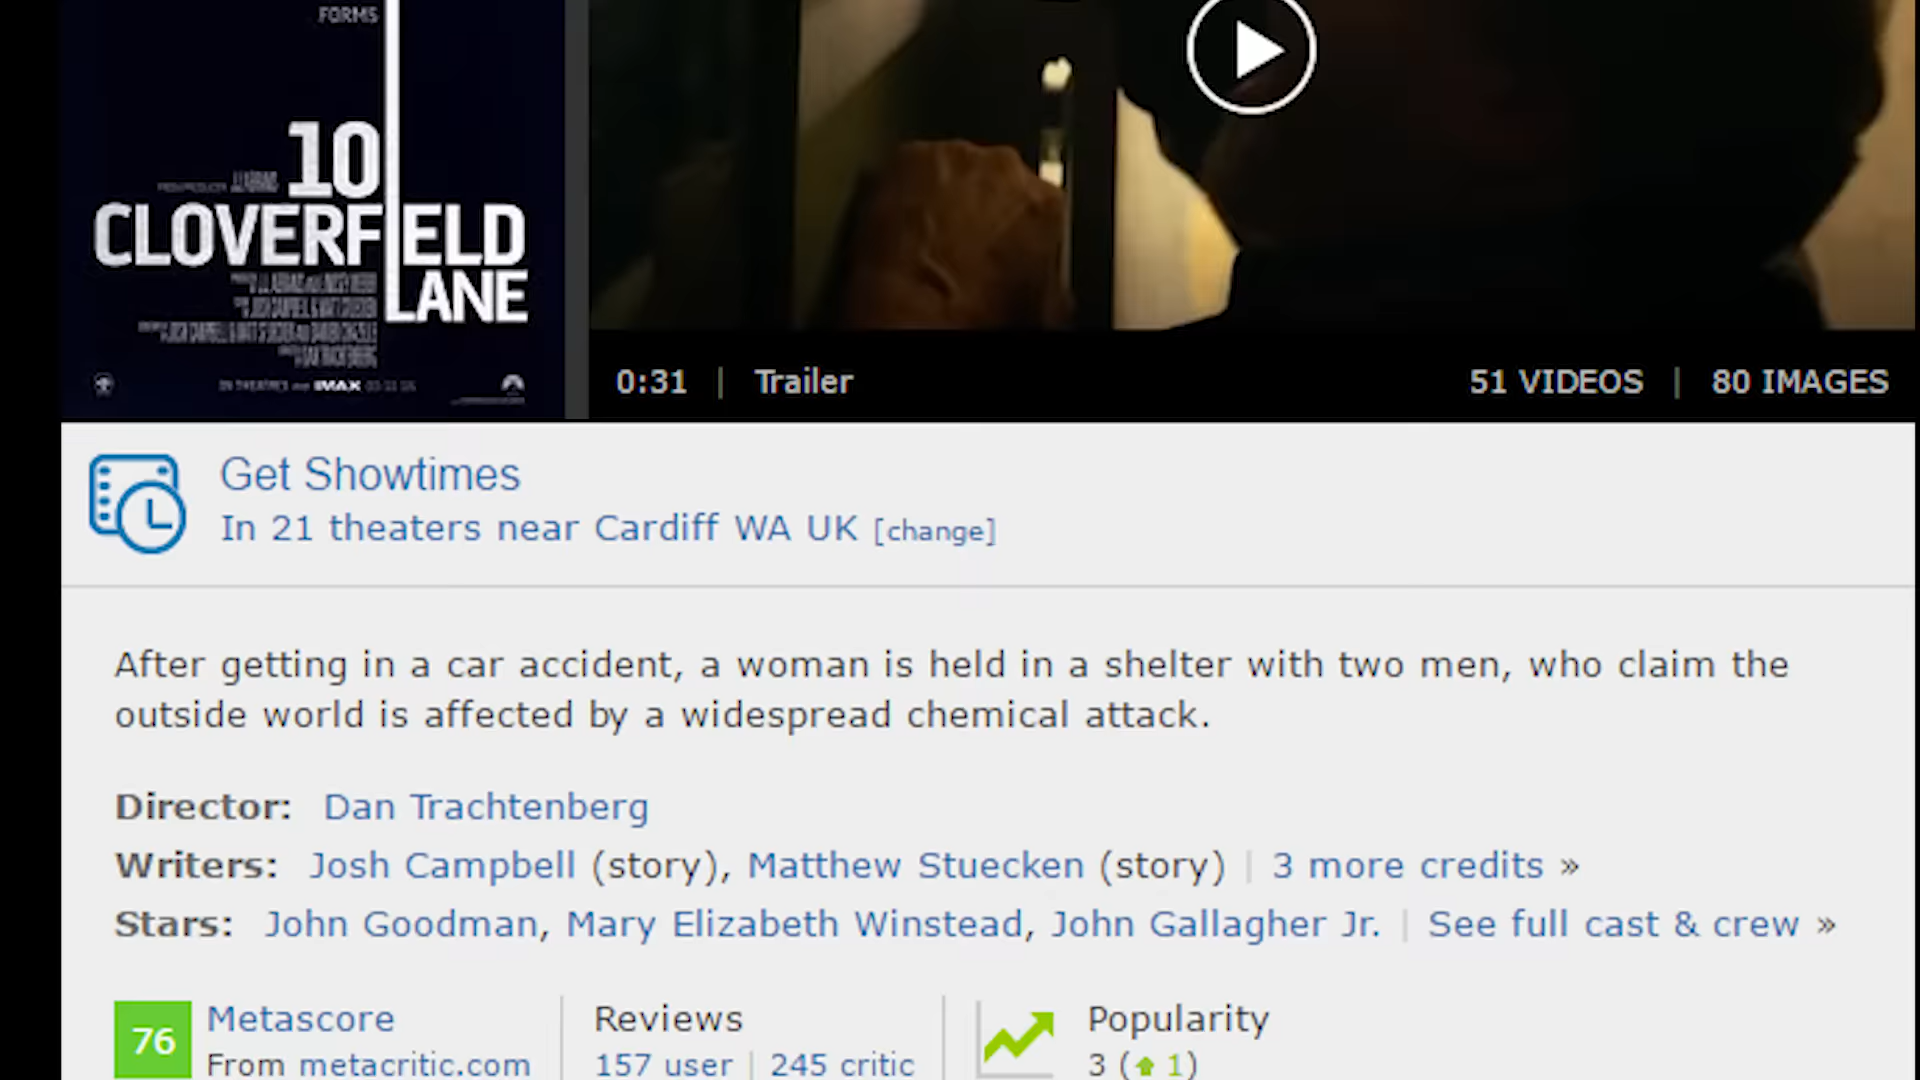 FORMS
10
CLOVERFIELD
LANE
IMAX
0:31 | Trailer
51 VIDEOS | 80 IMAGES
Get Showtimes
In 21 theaters near Cardiff WA UK [change]
After getting in a car accident, a woman is held in a shelter with two men, who claim the
outside world is affected by a widespread chemical attack.
Director: Dan Trachtenberg
Writers: Josh Campbell (story), Matthew Stuecken (story) | 3 more credits »
Stars: John Goodman, Mary Elizabeth Winstead, John Gallagher Jr. | See full cast & crew »
76 Metascore
From metacritic.com
Reviews
157 user | 245 critic
Popularity
3 (↑ 1)